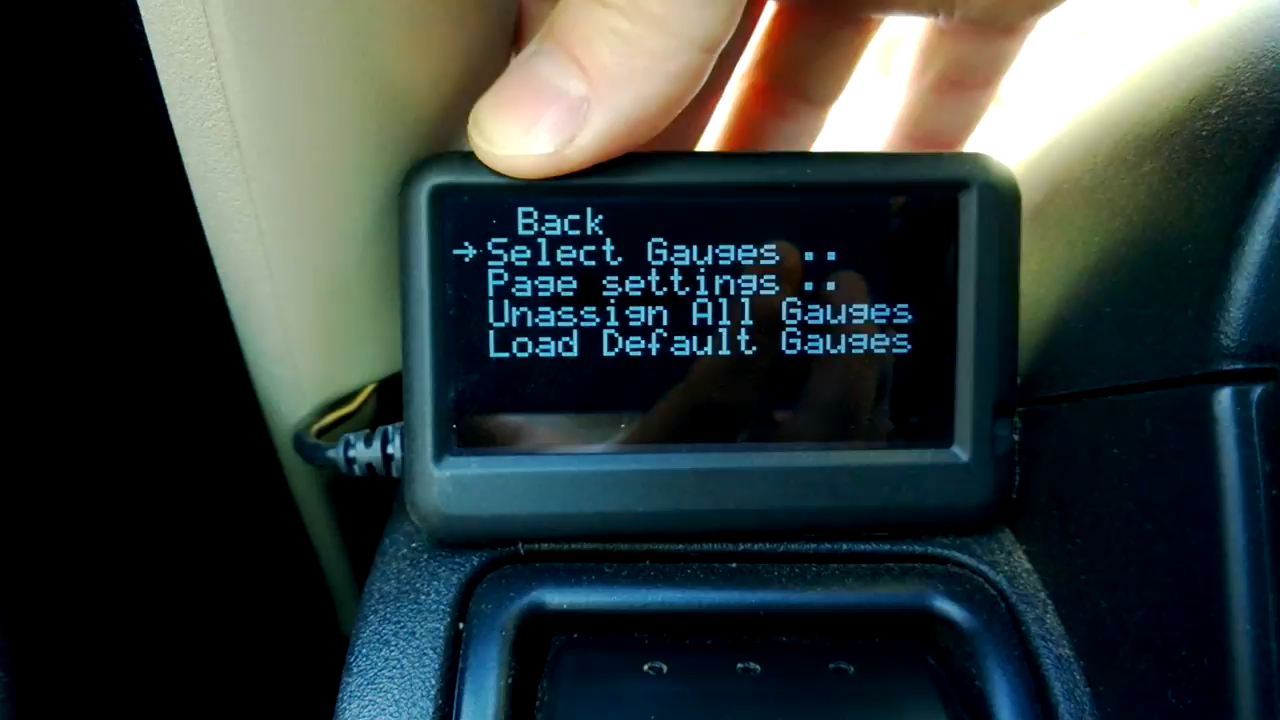 Back
→Select Gauges ..
Page settings ..
Unassign All Gauges
Load Default Gauges